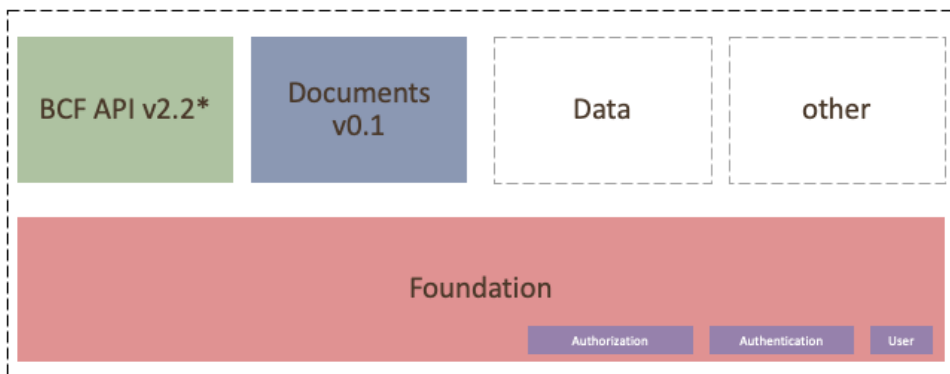 BCF API v2.2*
Documents
v0.1
Data
other
Foundation
Authorization
Authentication
User